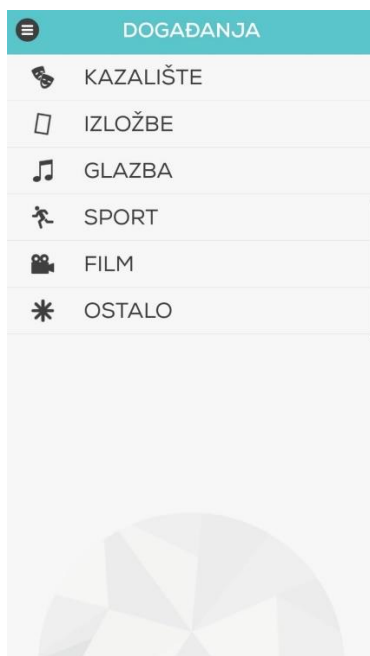 DOGAĐANJA
KAZALIŠTE
IZLOŽBE
GLAZBA
SPORT
FILM
OSTALO